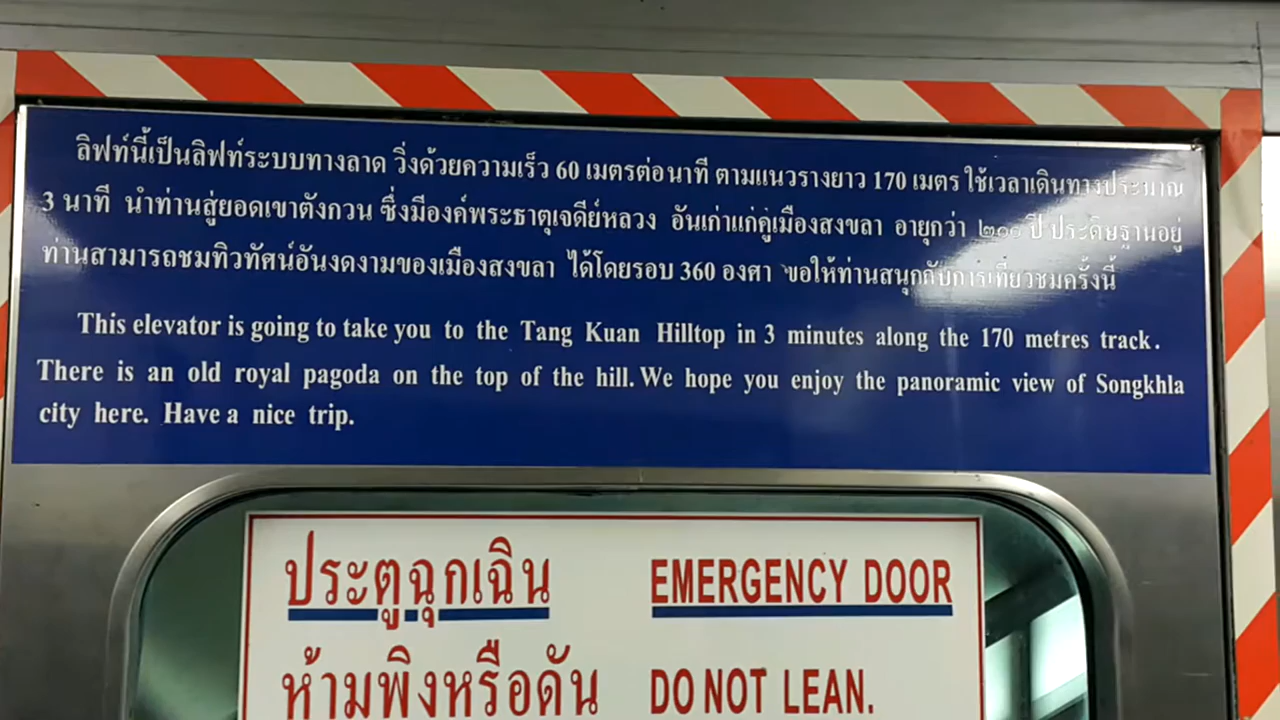 ลิฟท์นี้เป็นลิฟท์ระบบทางลาด วิ่งด้วยความเร็ว 60 เมตรต่อนาที ตามแนวรางยาว 170 เมตร ใช้เวลาเดินทางประมาณ
3 นาที นำท่านสู่ยอดเขาตังกวน ซึ่งมีองค์พระธาตุเจดีย์หลวง อันเก่าแก่คู่เมืองสงขลา อายุกว่า ๒๑๐ ปี ประดิษฐานอยู่
ท่านสามารถชมทิวทัศน์อันงดงามของเมืองสงขลา ได้โดยรอบ 360 องศา ขอให้ท่านสนุกกับการเที่ยวชมครั้งนี้
This elevator is going to take you to the Tang Kuan Hilltop in 3 minutes along the 170 metres track.
There is an old royal pagoda on the top of the hill. We hope you enjoy the panoramic view of Songkhla
city here. Have a nice trip.
ประตูฉุกเฉิน EMERGENCY DOOR
ห้ามพิงหรือดัน DO NOT LEAN.